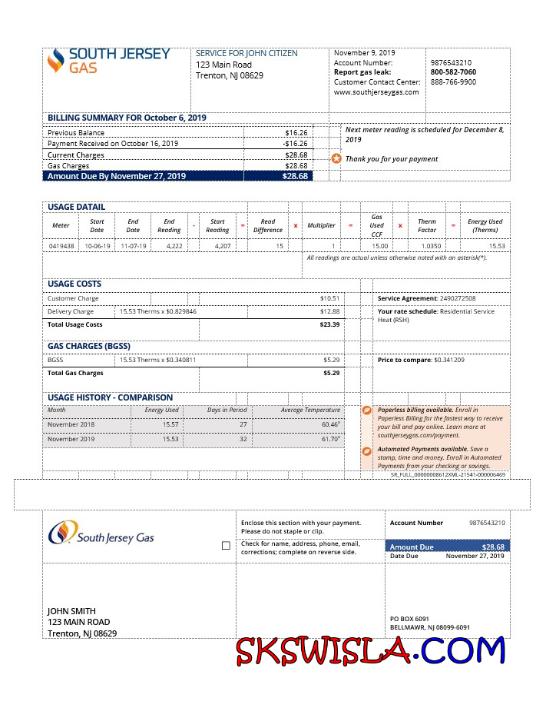 SOUTH JERSEY GAS
SERVICE FOR JOHN CITIZEN
123 Main Road
Trenton, NJ 08629
November 9, 2019
Account Number: 9876543210
Report gas leak: 800-582-7060
Customer Contact Center: 888-766-9900
www.southjerseygas.com
BILLING SUMMARY FOR October 6, 2019
Previous Balance $16.26
Payment Received on October 16, 2019 -$16.26
Current Charges $28.68
Gas Charges $28.68
Amount Due By November 27, 2019 $28.68
Next meter reading is scheduled for December 8, 2019
Thank you for your payment
USAGE DATAIL
Meter Start Date End Date End Reading - Start Reading = Read Difference x Multiplier = Gas Used CCF x Therm Factor = Energy Used (Therms)
0419438 10-06-19 11-07-19 4,222 4,207 15 1 15.00 1.0350 15.53
All readings are actual unless otherwise noted with an asterisk(*).
USAGE COSTS
Customer Charge $10.51
Delivery Charge 15.53 Therms x $0.829846 $12.88
Total Usage Costs $23.39
Service Agreement: 2490272508
Your rate schedule: Residential Service
Heat (RSH)
GAS CHARGES (BGSS)
BGSS 15.53 Therms x $0.340811 $5.29
Total Gas Charges $5.29
Price to compare: $0.341209
USAGE HISTORY - COMPARISON
Month Energy Used Days in Period Average Temperature
November 2018 15.57 27 60.46°
November 2019 15.53 32 61.70°
Paperless billing available. Enroll in
Paperless Billing for the fastest way to receive
your bill and pay online. Learn more at
southjerseygas.com/payment.
Automated Payments available. Save a
stamp, time and money. Enroll in Automated
Payments from your checking or savings.
South Jersey Gas
Enclose this section with your payment.
Please do not staple or clip.
Check for name, address, phone, email,
corrections; complete on reverse side.
Account Number 9876543210
Amount Due $28.68
Date Due November 27, 2019
JOHN SMITH
123 MAIN ROAD
Trenton, NJ 08629
PO BOX 6091
BELLMAWR, NJ 08099-6091
SKSWISLA.COM